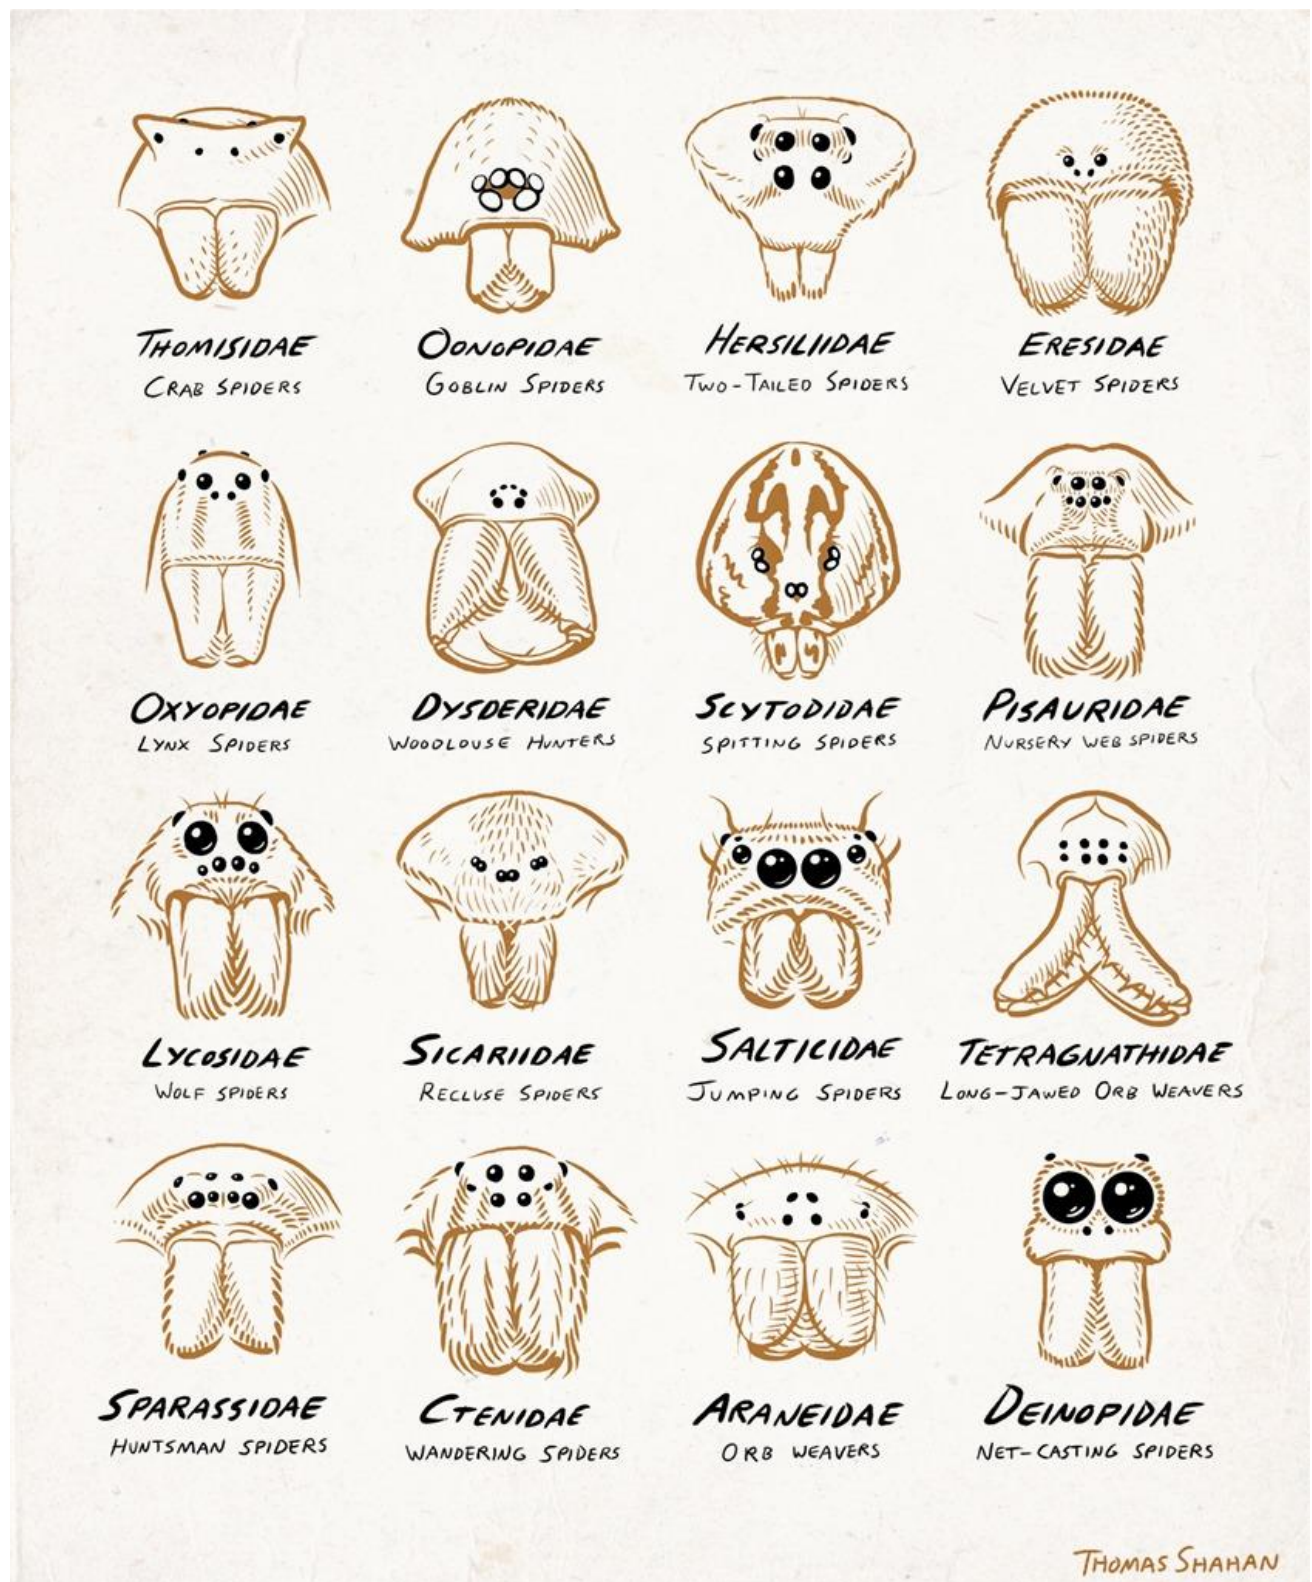 THOMISIDAE
CRAB SPIDERS
OONOPIDAE
GOBLIN SPIDERS
HERSILIIDAE
TWO-TAILED SPIDERS
ERESIDAE
VELVET SPIDERS
OXYOPIDAE
LYNX SPIDERS
DYSDERIDAE
WOODLOUSE HUNTERS
SCYTODIDAE
SPITTING SPIDERS
PISAURIDAE
NURSERY WEB SPIDERS
LYCOSIDAE
WOLF SPIDERS
SICARIIDAE
RECLUSE SPIDERS
SALTICIDAE
JUMPING SPIDERS
TETRAGNATHIDAE
LONG-JAWED ORB WEAVERS
SPARASSIDAE
HUNTSMAN SPIDERS
CTENIDAE
WANDERING SPIDERS
ARANEIDAE
ORB WEAVERS
DEINOPIDAE
NET-CASTING SPIDERS
THOMAS SHAHAN